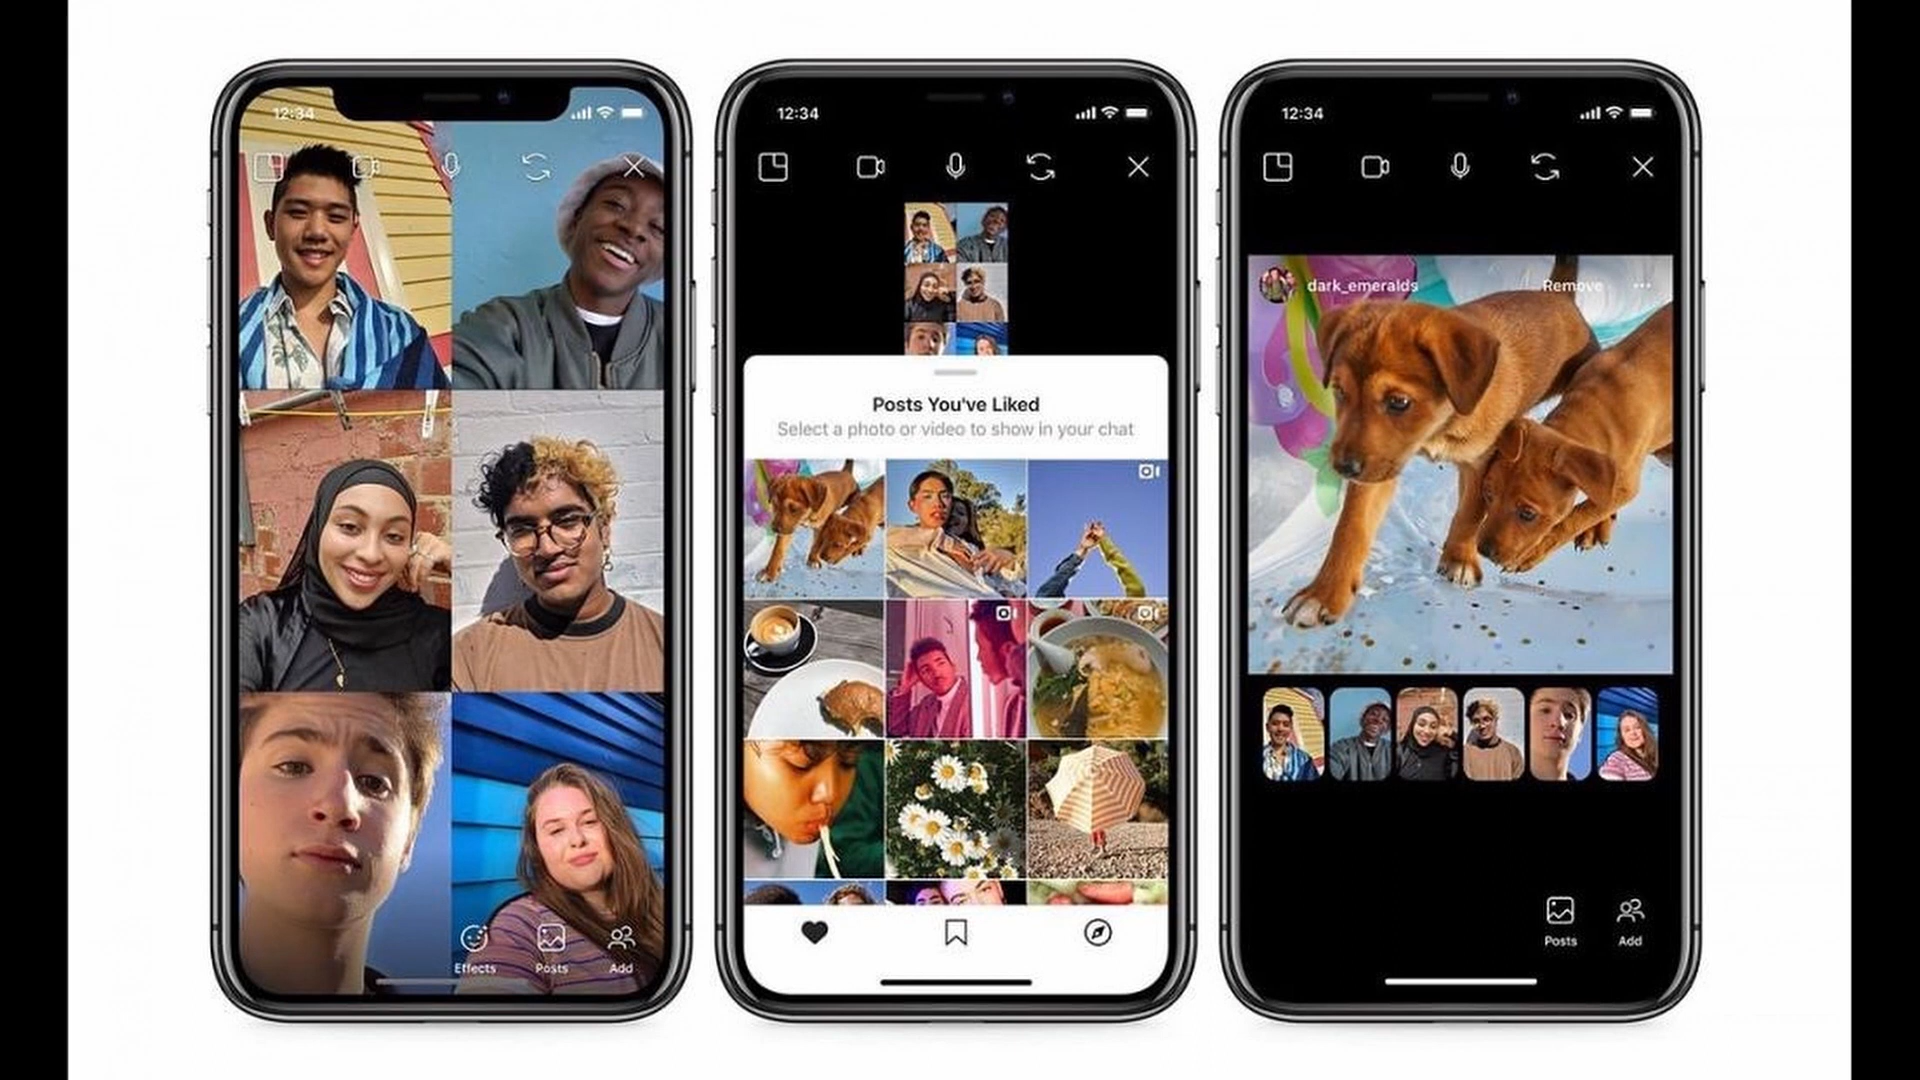 12:34
Effects
Posts
Add
12:34
Posts You've Liked
Select a photo or video to show in your chat
12:34
dark_emeralds
Remove
Posts
Add